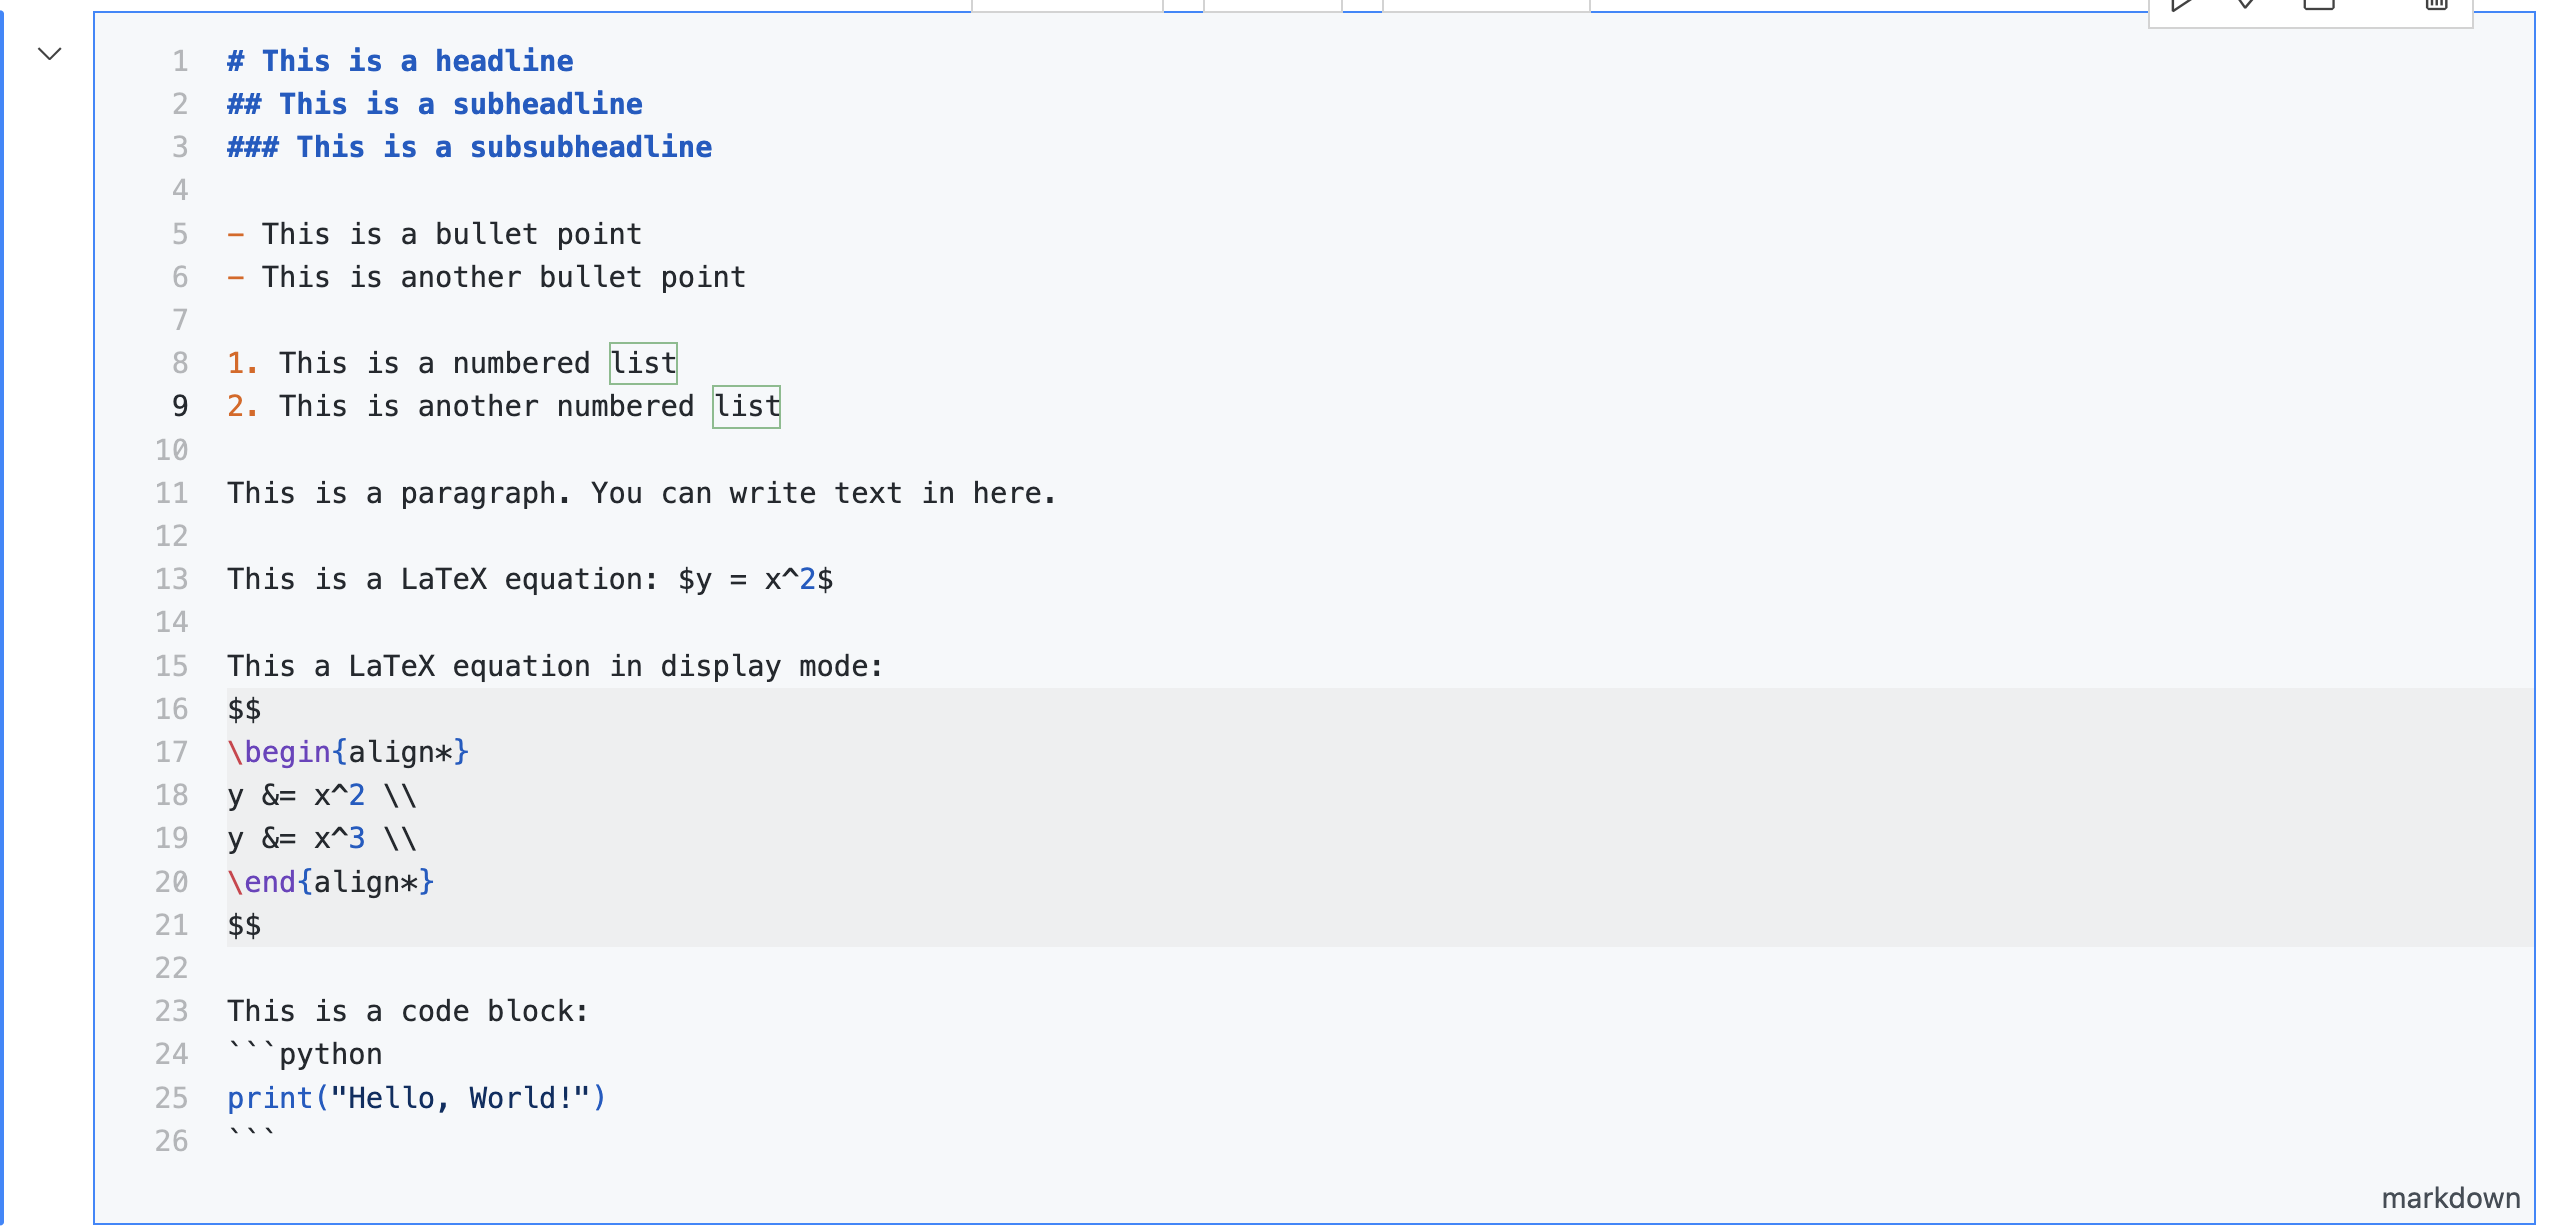 1 # This is a headline
2 ## This is a subheadline
3 ### This is a subsubheadline
4
5 - This is a bullet point
6 - This is another bullet point
7
8 1. This is a numbered list
9 2. This is another numbered list
10
11 This is a paragraph. You can write text in here.
12
13 This is a LaTeX equation: $y = x^2$
14
15 This a LaTeX equation in display mode:
16 $$
17 \begin{align*}
18 y &= x^2 \\
19 y &= x^3 \\
20 \end{align*}
21 $$
22
23 This is a code block:
24 ```python
25 print("Hello, World!")
26 ```
markdown